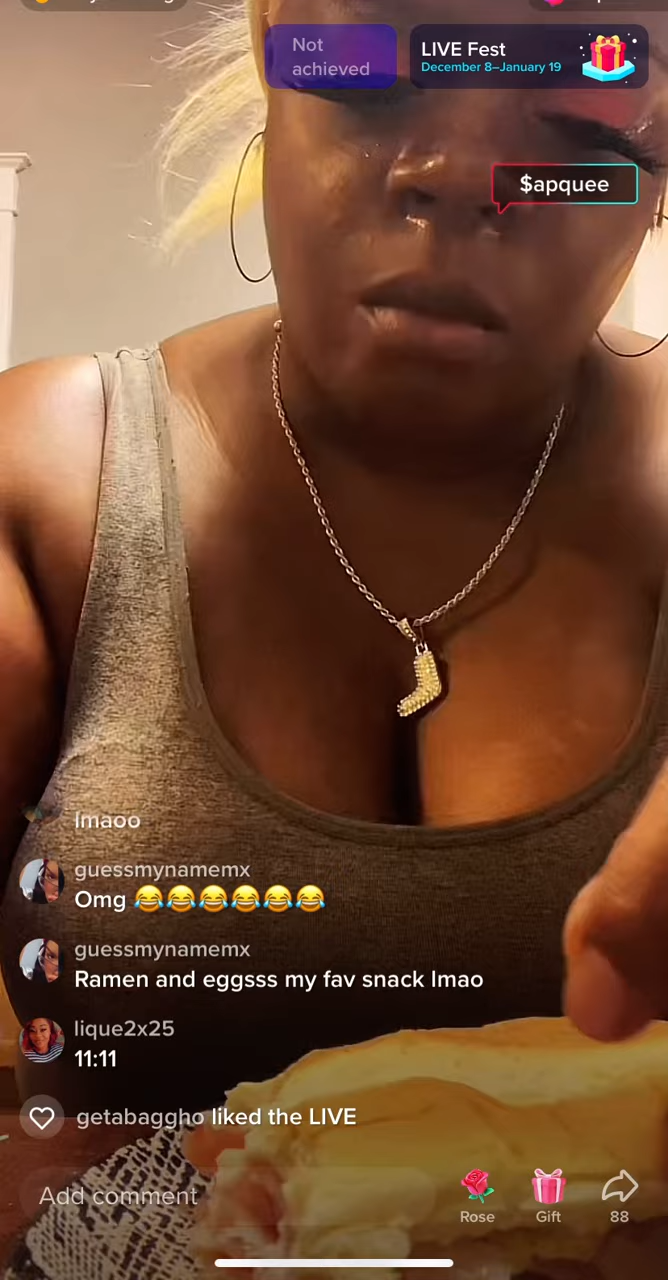 Not
achieved
LIVE Fest
December 8–January 19
$apquee
lmaoo
guessmynamemx
Omg 😂😂😂😂😂😂
guessmynamemx
Ramen and eggsss my fav snack lmao
lique2x25
11:11
getabaggho liked the LIVE
Add comment
Rose
Gift
88